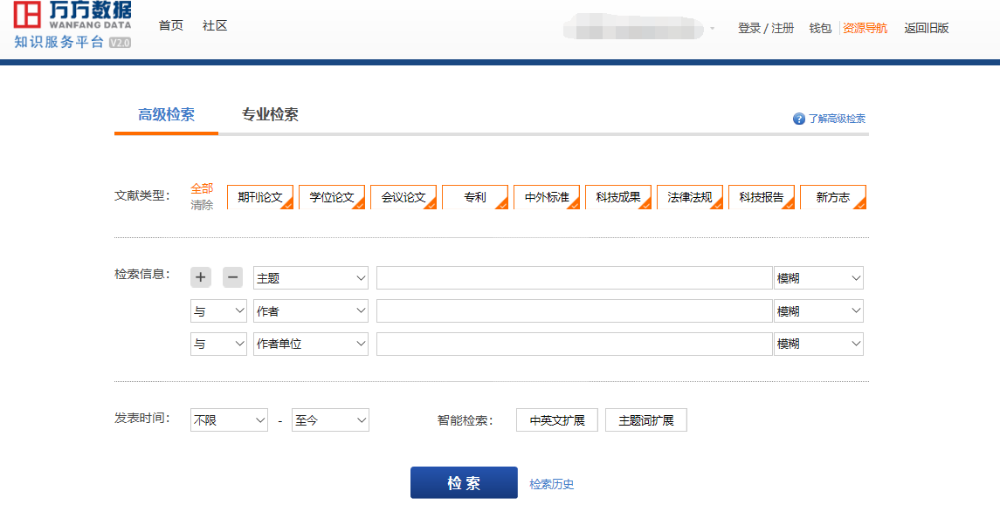 万方数据
WANFANG DATA
知识服务平台 V2.0
首页 社区
登录 / 注册 钱包 资源导航 返回旧版
高级检索 专业检索
? 了解高级检索
文献类型： 全部 清除 期刊论文 学位论文 会议论文 专利 中外标准 科技成果 法律法规 科技报告 新方志
检索信息： + − 主题 模糊
与 作者 模糊
与 作者单位 模糊
发表时间： 不限 - 至今 智能检索： 中英文扩展 主题词扩展
检索 检索历史